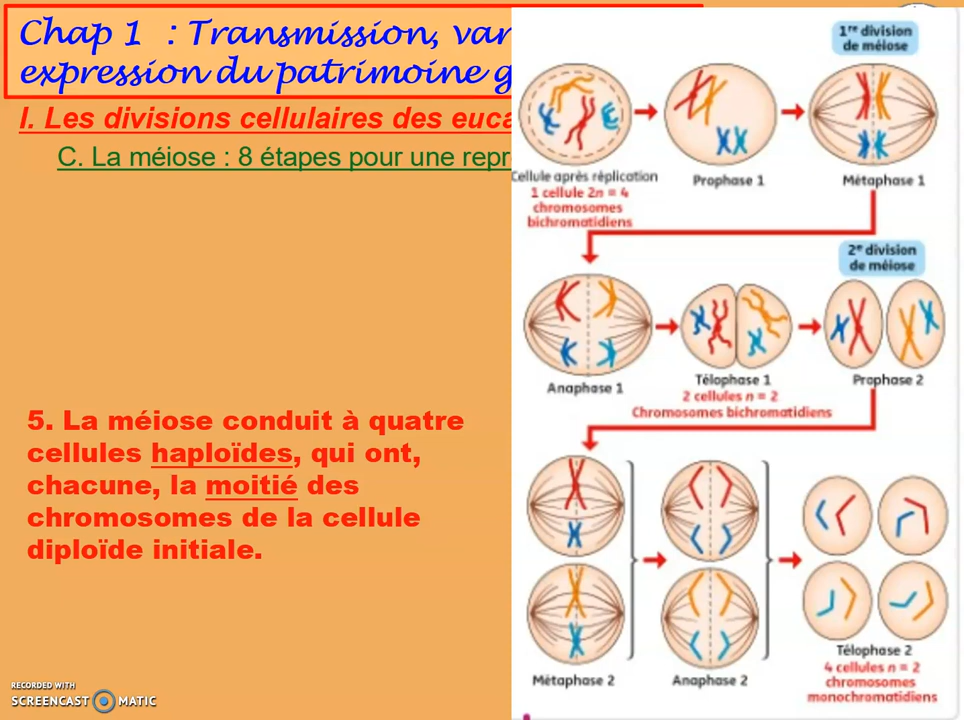 Chap 1 : Transmission, var
expression du patrimoine g
I. Les divisions cellulaires des euca
C. La méiose : 8 étapes pour une repr
5. La méiose conduit à quatre
cellules haploïdes, qui ont,
chacune, la moitié des
chromosomes de la cellule
diploïde initiale.
1re division
de méiose
Cellule après réplication
1 cellule 2n = 4
chromosomes
bichromatidiens
Prophase 1
Métaphase 1
2e division
de méiose
Anaphase 1
Télophase 1
2 cellules n = 2
Chromosomes bichromatidiens
Prophase 2
Métaphase 2
Anaphase 2
Télophase 2
4 cellules n = 2
chromosomes
monochromatidiens
RECORDED WITH
SCREENCAST MATIC